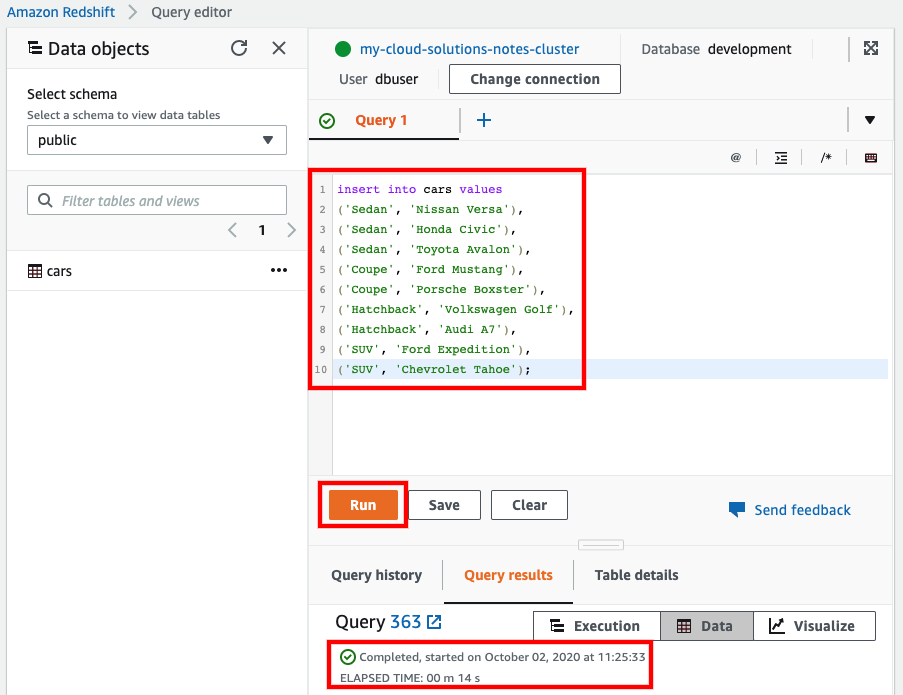 Amazon Redshift > Query editor
Data objects
Select schema
Select a schema to view data tables
public
Filter tables and views
1
cars
my-cloud-solutions-notes-cluster
Database development
User dbuser
Change connection
Query 1
@
/*
1 insert into cars values
2 ('Sedan', 'Nissan Versa'),
3 ('Sedan', 'Honda Civic'),
4 ('Sedan', 'Toyota Avalon'),
5 ('Coupe', 'Ford Mustang'),
6 ('Coupe', 'Porsche Boxster'),
7 ('Hatchback', 'Volkswagen Golf'),
8 ('Hatchback', 'Audi A7'),
9 ('SUV', 'Ford Expedition'),
10 ('SUV', 'Chevrolet Tahoe');
Run Save Clear
Send feedback
Query history Query results Table details
Query 363
Execution Data Visualize
Completed, started on October 02, 2020 at 11:25:33
ELAPSED TIME: 00 m 14 s